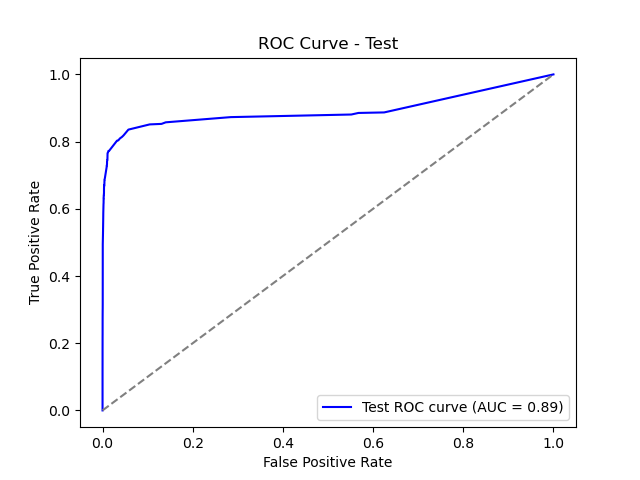 ROC Curve - Test
True Positive Rate
1.0
0.8
0.6
0.4
0.2
0.0
Test ROC curve (AUC = 0.89)
0.0 0.2 0.4 0.6 0.8 1.0
False Positive Rate